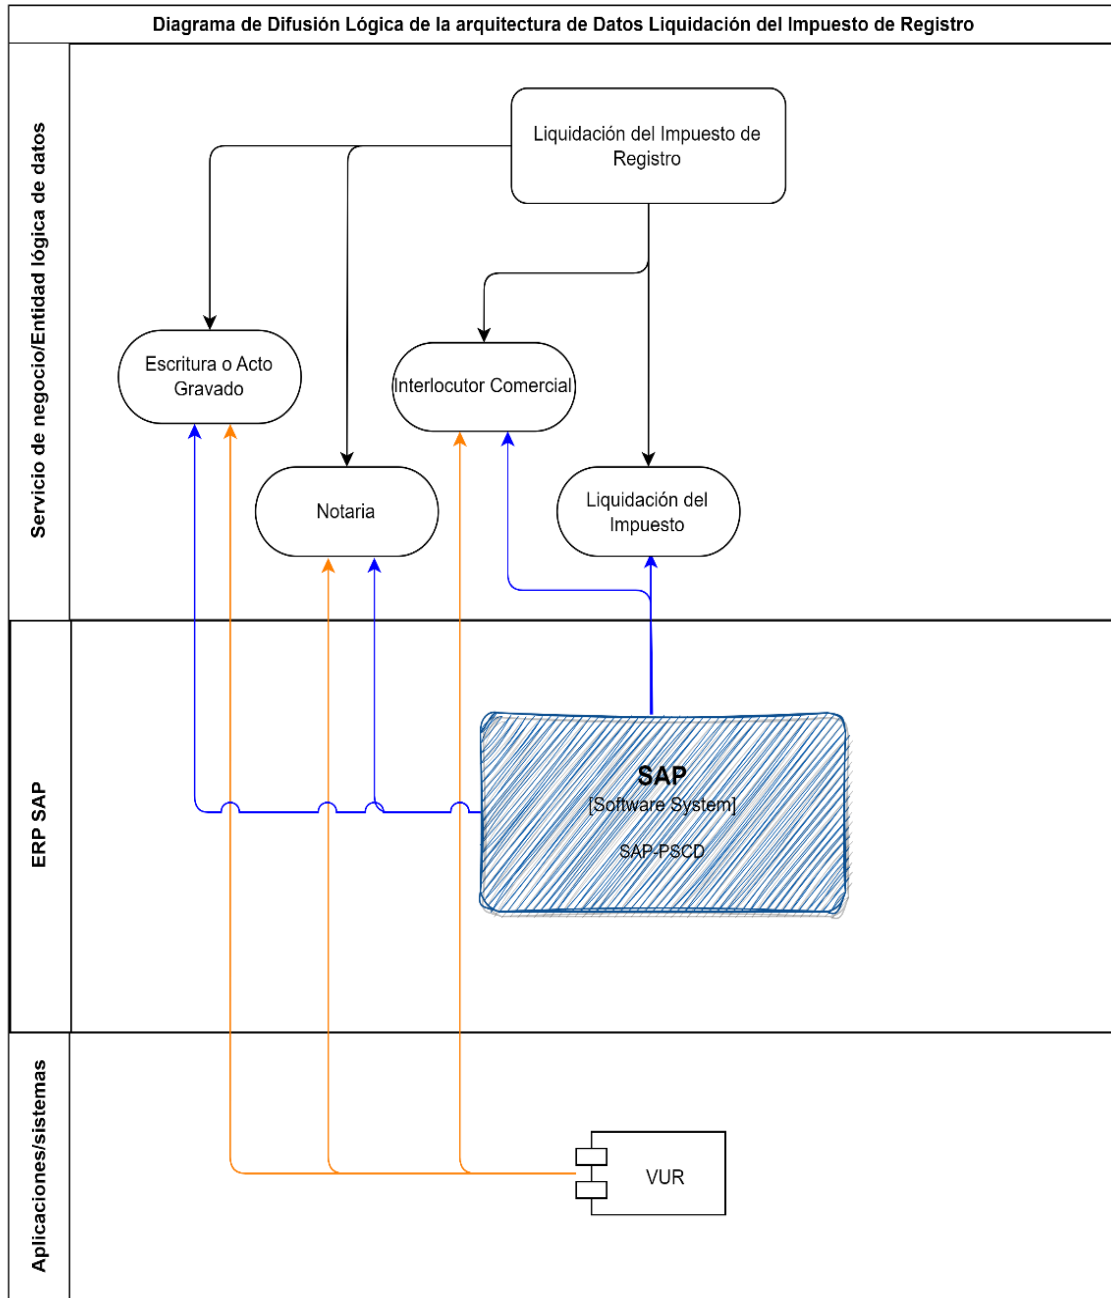 Diagrama de Difusión Lógica de la arquitectura de Datos Liquidación del Impuesto de Registro
Servicio de negocio/Entidad lógica de datos
Liquidación del Impuesto de
Registro
Escritura o Acto
Gravado
Interlocutor Comercial
Notaria
Liquidación del
Impuesto
ERP SAP
SAP
[Software System]
SAP-PSCD
Aplicaciones/sistemas
VUR